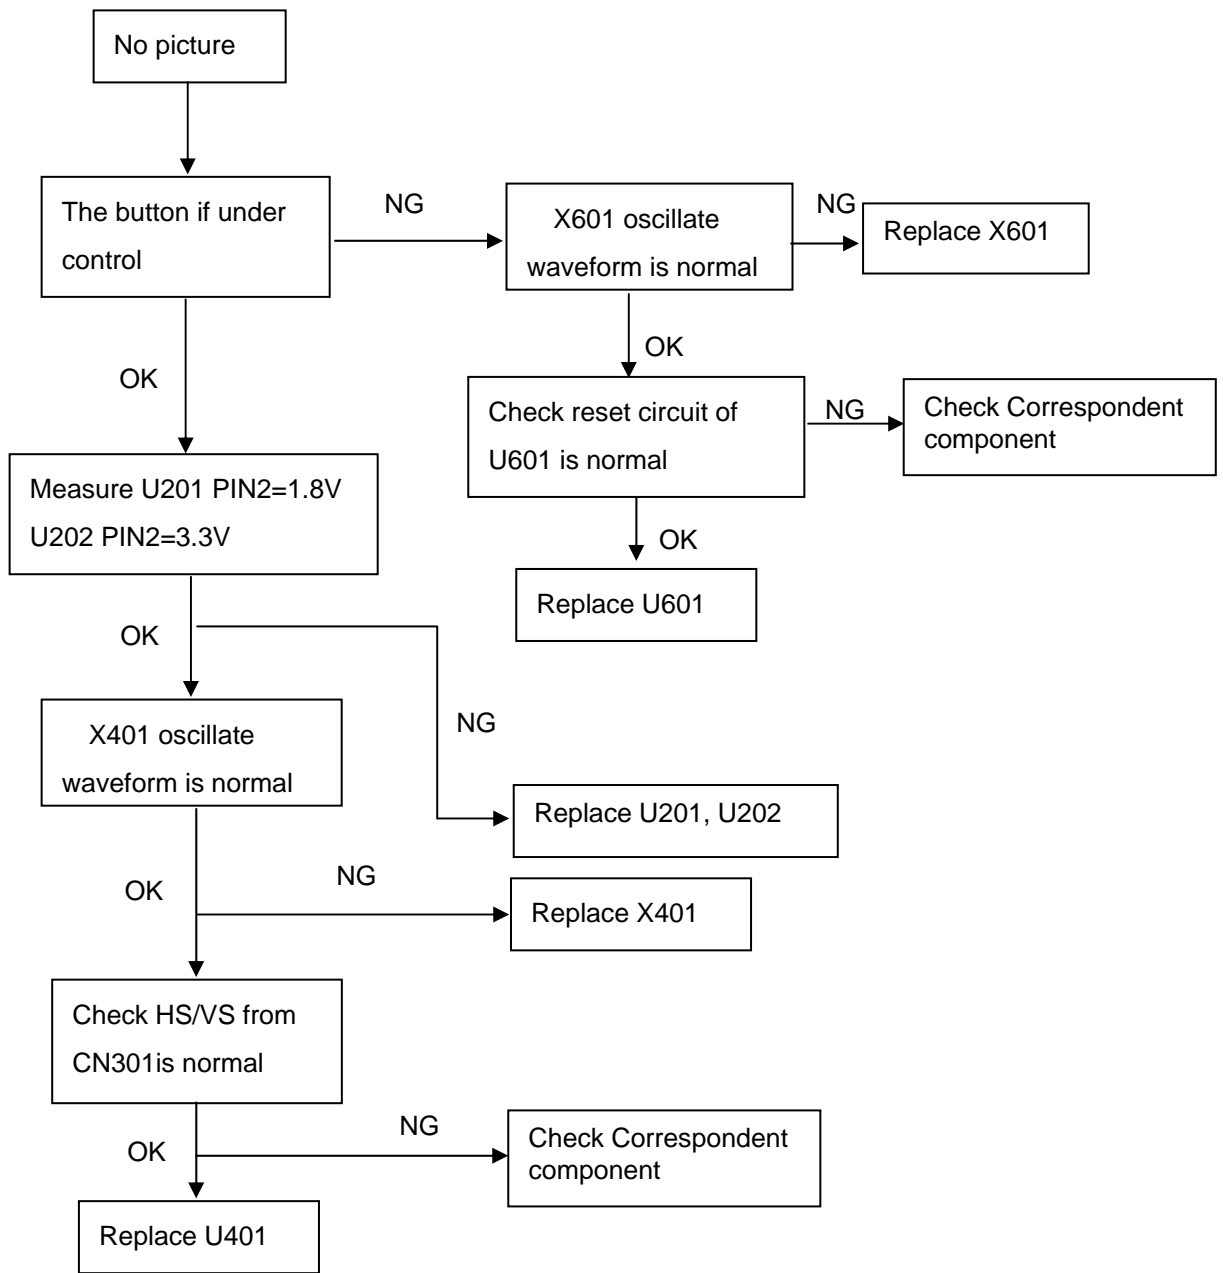 No picture
The button if under
control
NG
X601 oscillate
waveform is normal
NG
Replace X601
OK
OK
Check reset circuit of
U601 is normal
NG
Check Correspondent
component
Measure U201 PIN2=1.8V
U202 PIN2=3.3V
OK
Replace U601
OK
X401 oscillate
waveform is normal
NG
Replace U201, U202
OK
NG
Replace X401
Check HS/VS from
CN301is normal
OK
NG
Check Correspondent
component
Replace U401